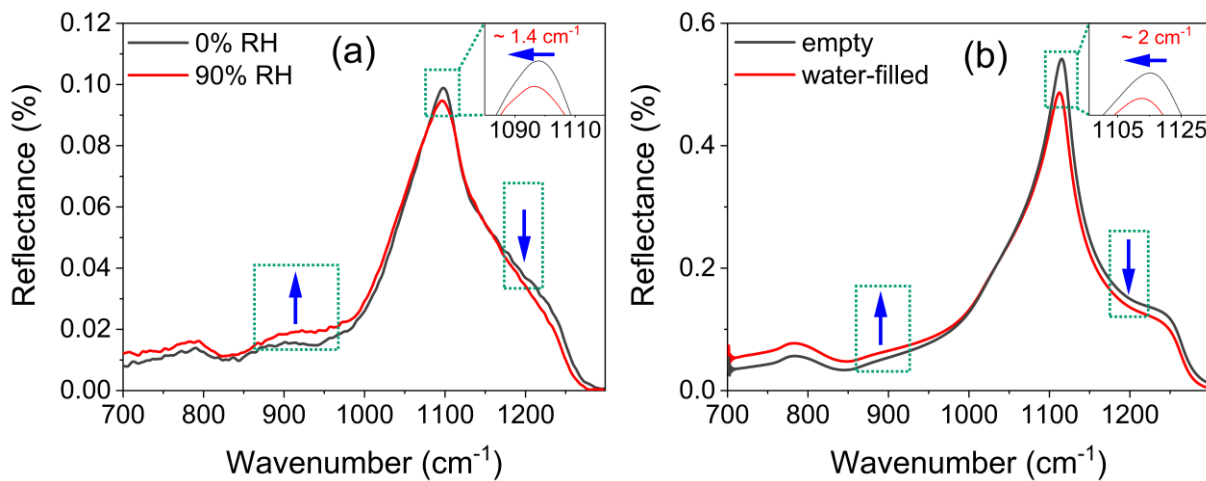 (a)
0% RH
90% RH
~ 1.4 cm⁻¹
1090 1110
0.12
0.10
0.08
0.06
0.04
0.02
0.00
Reflectance (%)
700 800 900 1000 1100 1200
Wavenumber (cm⁻¹)
(b)
empty
water-filled
~ 2 cm⁻¹
1105 1125
0.6
0.4
0.2
0.0
Reflectance (%)
700 800 900 1000 1100 1200
Wavenumber (cm⁻¹)